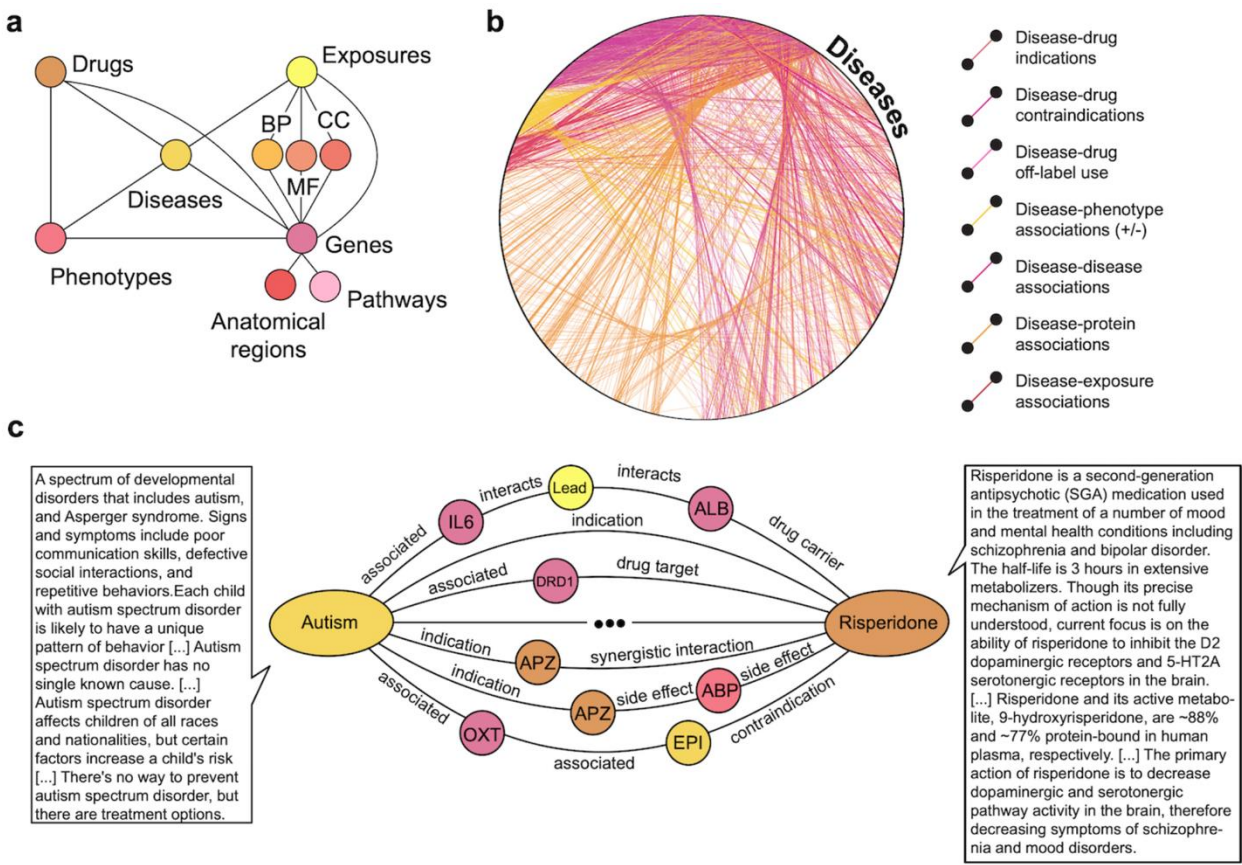 a
Drugs
Exposures
BP
CC
MF
Diseases
Genes
Phenotypes
Anatomical
regions
Pathways
b
Diseases
Disease-drug
indications
Disease-drug
contraindications
Disease-drug
off-label use
Disease-phenotype
associations (+/-)
Disease-disease
associations
Disease-protein
associations
Disease-exposure
associations
c
A spectrum of developmental
disorders that includes autism,
and Asperger syndrome. Signs
and symptoms include poor
communication skills, defective
social interactions, and
repetitive behaviors.Each child
with autism spectrum disorder
is likely to have a unique
pattern of behavior [...] Autism
spectrum disorder has no
single known cause. [...]
Autism spectrum disorder
affects children of all races
and nationalities, but certain
factors increase a child's risk
[...] There's no way to prevent
autism spectrum disorder, but
there are treatment options.
Autism
associated
IL6
interacts
Lead
interacts
ALB
drug carrier
indication
associated
DRD1
drug target
indication
APZ
synergistic interaction
indication
APZ
side effect
ABP
side effect
associated
OXT
associated
EPI
contraindication
Risperidone
Risperidone is a second-generation
antipsychotic (SGA) medication used
in the treatment of a number of mood
and mental health conditions including
schizophrenia and bipolar disorder.
The half-life is 3 hours in extensive
metabolizers. Though its precise
mechanism of action is not fully
understood, current focus is on the
ability of risperidone to inhibit the D2
dopaminergic receptors and 5-HT2A
serotonergic receptors in the brain.
[...] Risperidone and its active metabo-
lite, 9-hydroxyrisperidone, are ~88%
and ~77% protein-bound in human
plasma, respectively. [...] The primary
action of risperidone is to decrease
dopaminergic and serotonergic
pathway activity in the brain, therefore
decreasing symptoms of schizophre-
nia and mood disorders.